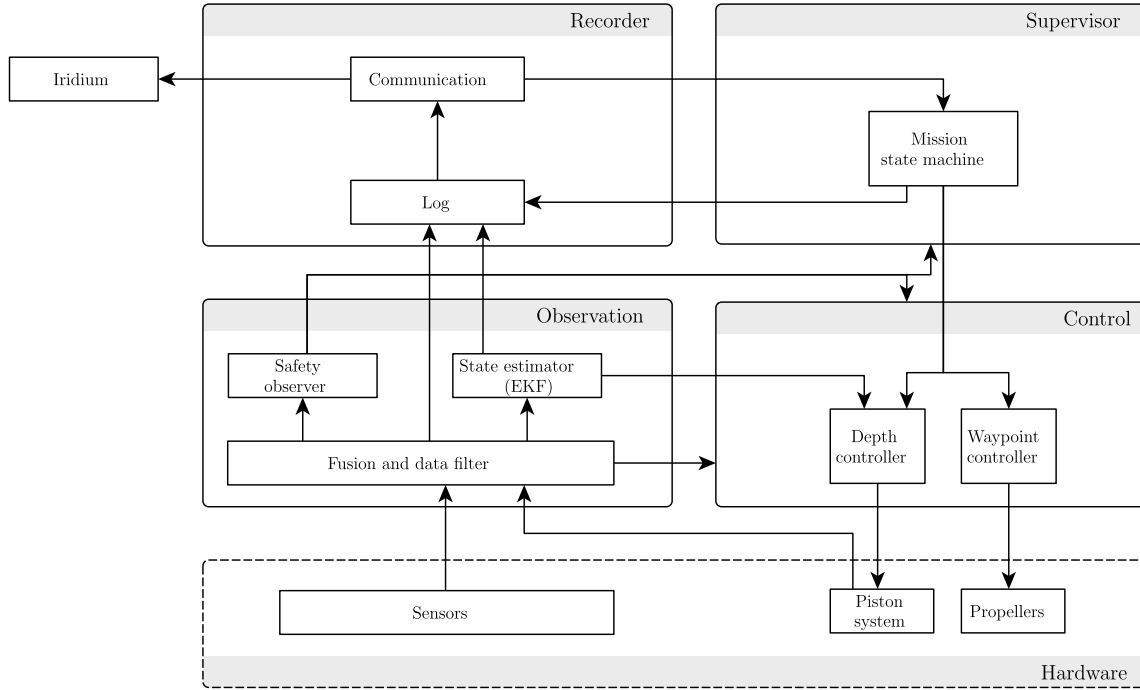 Recorder
Supervisor
Iridium
Communication
Mission
state machine
Log
Observation
Control
Safety
observer
State estimator
(EKF)
Depth
controller
Waypoint
controller
Fusion and data filter
Sensors
Piston
system
Propellers
Hardware